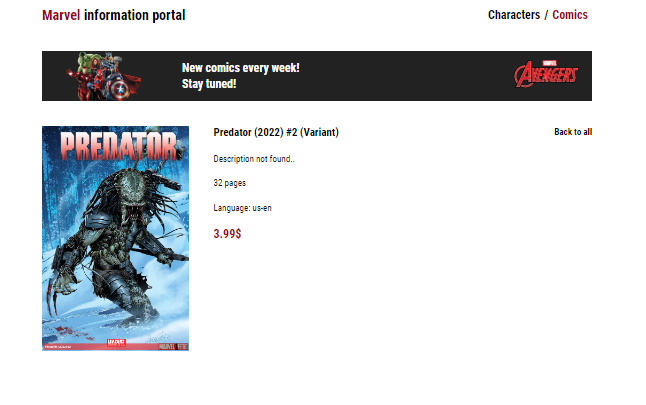 Marvel information portal
Characters / Comics
New comics every week!
Stay tuned!
MARVEL
AVENGERS
PREDATOR
Predator (2022) #2 (Variant)
Back to all
Description not found..
32 pages
Language: us-en
3.99$